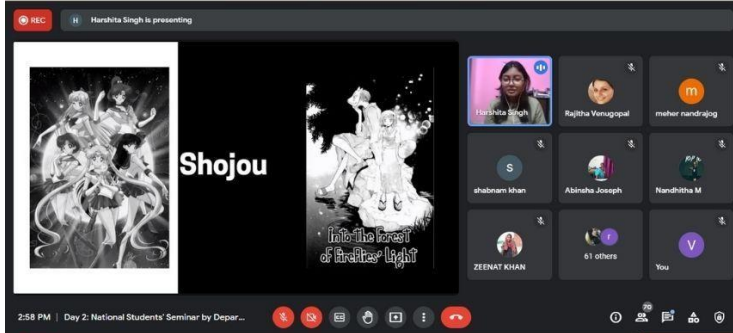 REC
H Harshita Singh is presenting
Shojou
Into the Forest
of Fireflies' Light
Harshita Singh
Rajitha Venugopal
m
meher nandrajog
S
shabnam khan
Abinsha Joseph
Nandhitha M
ZEENAT KHAN
r
61 others
V
You
2:58 PM | Day 2: National Students' Seminar by Depar...
CC
70